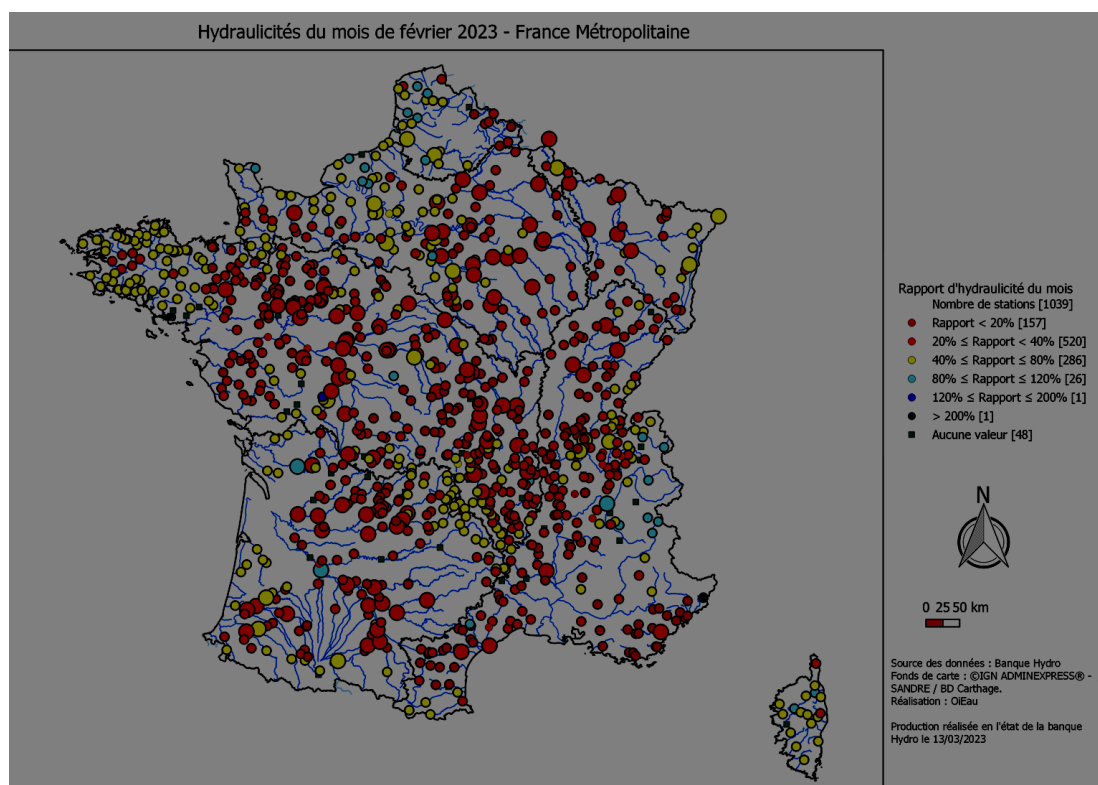 Hydraulicités du mois de février 2023 - France Métropolitaine
Rapport d'hydraulicité du mois
Nombre de stations [1039]
Rapport < 20% [157]
20% ≤ Rapport < 40% [520]
40% ≤ Rapport ≤ 80% [286]
80% ≤ Rapport ≤ 120% [26]
120% ≤ Rapport ≤ 200% [1]
> 200% [1]
Aucune valeur [48]
N
0 25 50 km
Source des données : Banque Hydro
Fonds de carte : ©IGN ADMINEXPRESS® -
SANDRE / BD Carthage.
Réalisation : OiEau
Production réalisée en l'état de la banque
Hydro le 13/03/2023